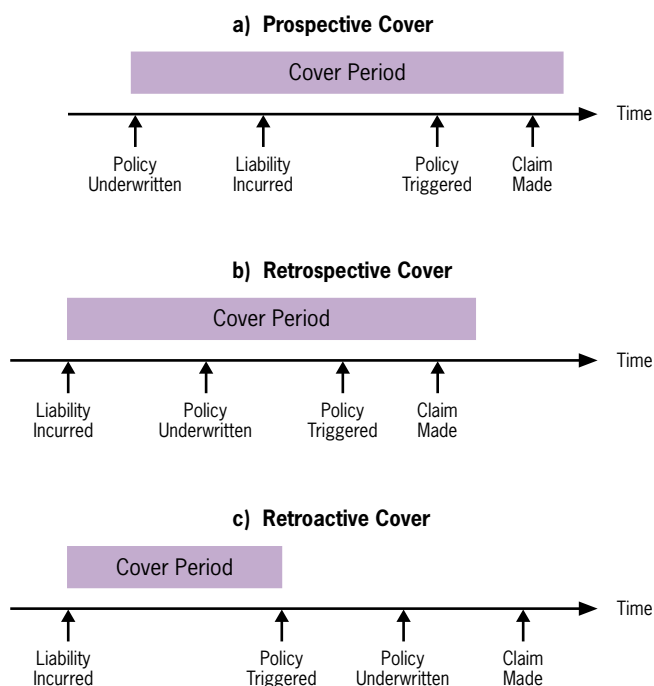 a) Prospective Cover
Cover Period
Time
Policy
Underwritten
Liability
Incurred
Policy
Triggered
Claim
Made
b) Retrospective Cover
Cover Period
Time
Liability
Incurred
Policy
Underwritten
Policy
Triggered
Claim
Made
c) Retroactive Cover
Cover Period
Time
Liability
Incurred
Policy
Triggered
Policy
Underwritten
Claim
Made